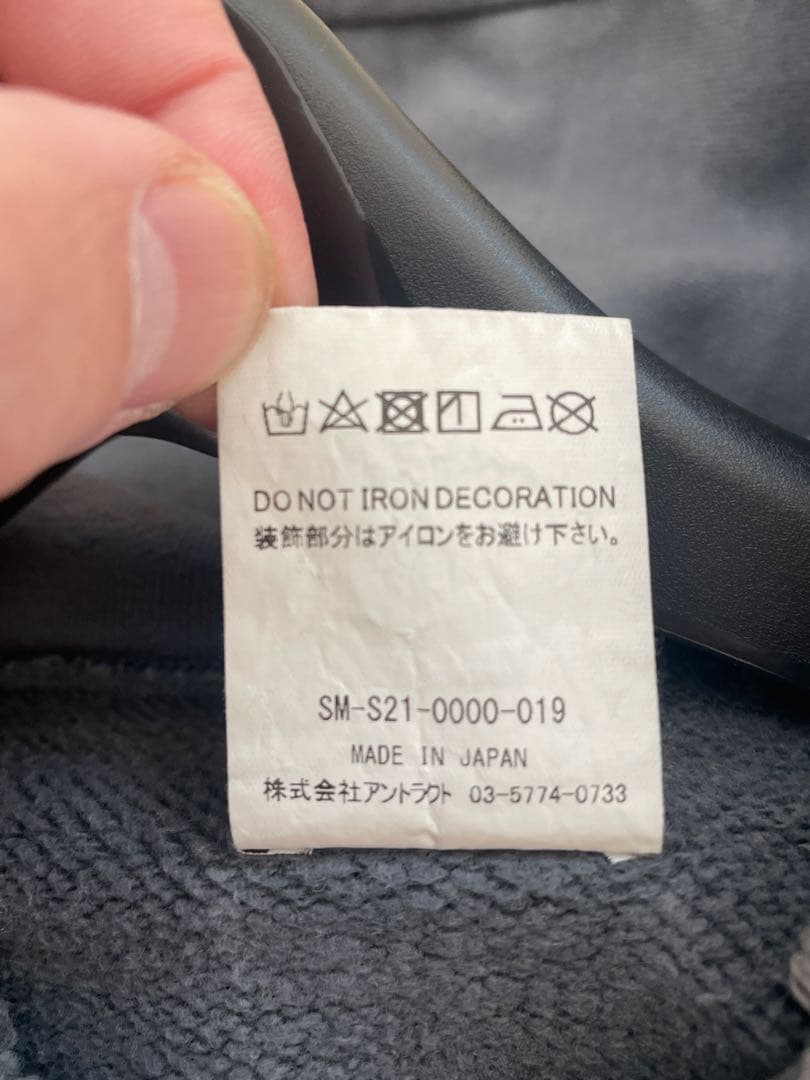 DO NOT IRON DECORATION
装飾部分はアイロンをお避け下さい。
SM-S21-0000-019
MADE IN JAPAN
株式会社アントラクト 03-5774-0733